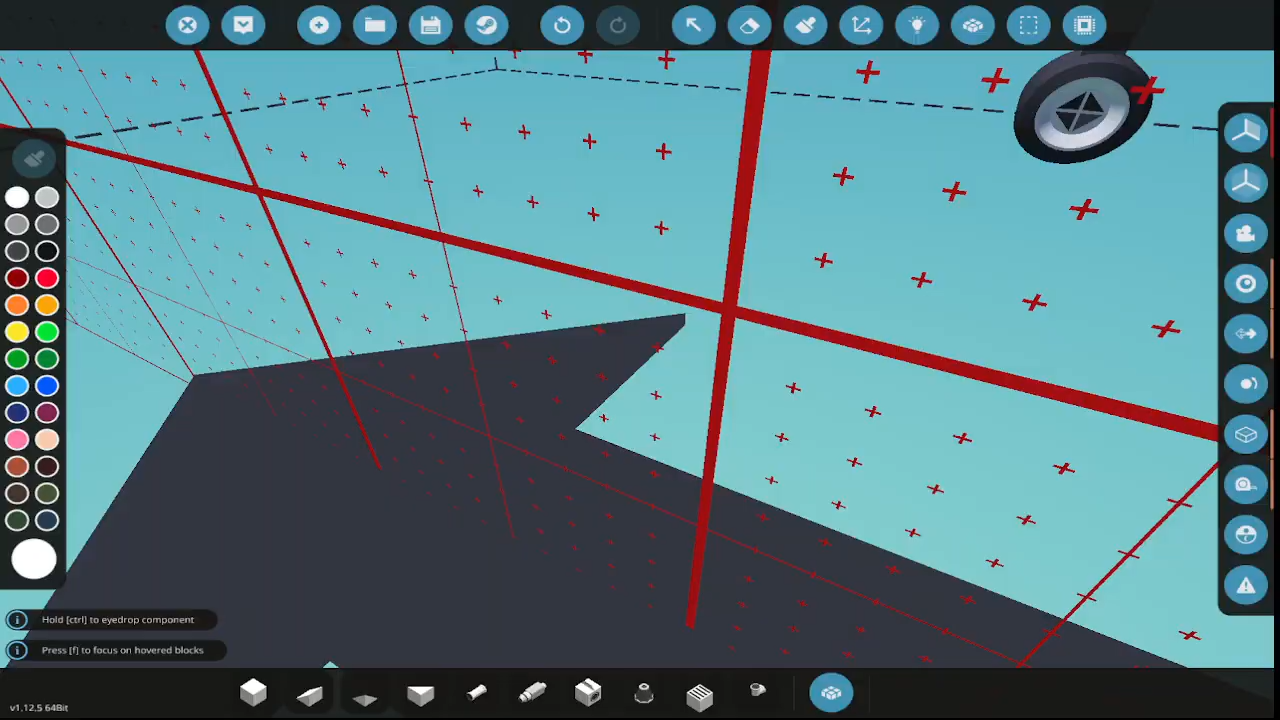 Hold [ctrl] to eyedrop component
Press [f] to focus on hovered blocks
v1.12.5 64Bit